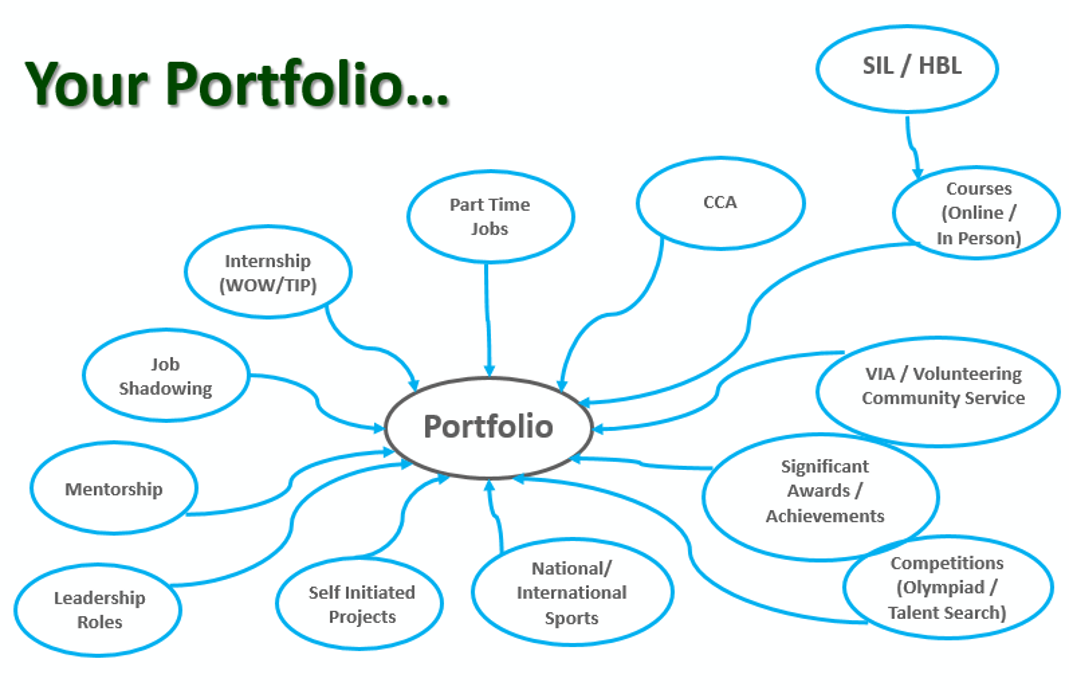 Your Portfolio...
SIL / HBL
Courses
(Online /
In Person)
CCA
Part Time
Jobs
Internship
(WOW/TIP)
Job
Shadowing
Portfolio
VIA / Volunteering
Community Service
Significant
Awards /
Achievements
Mentorship
Competitions
(Olympiad /
Talent Search)
National/
International
Sports
Self Initiated
Projects
Leadership
Roles